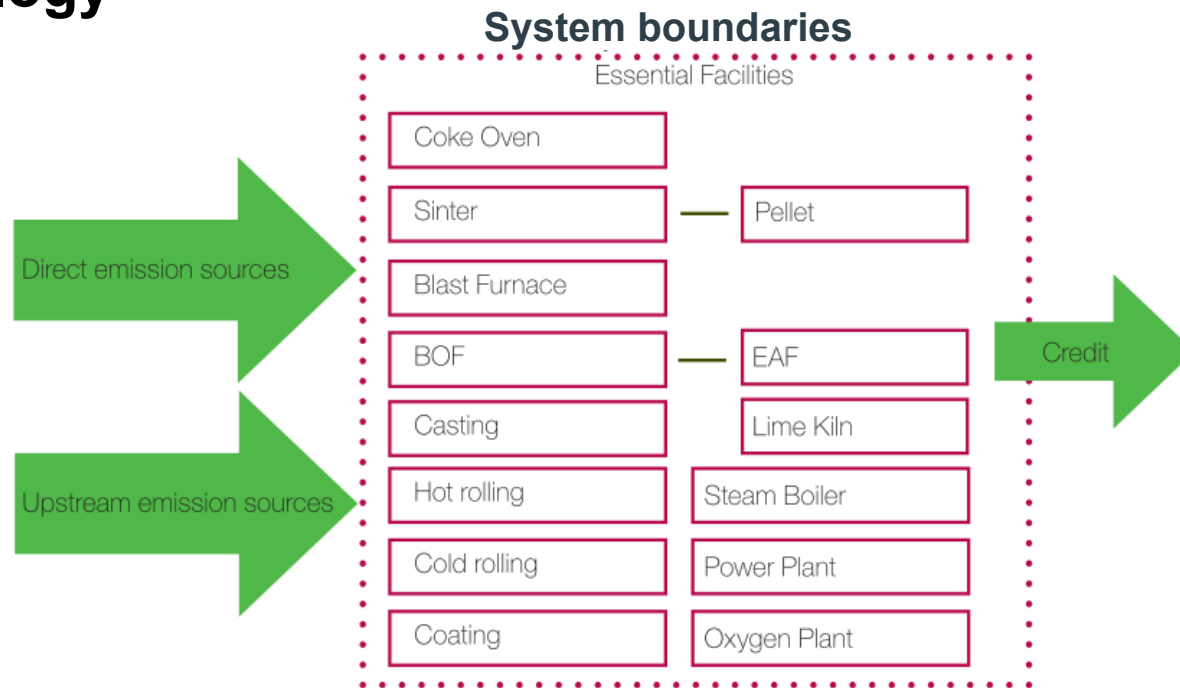 System boundaries
Essential Facilities
Coke Oven
Sinter
Pellet
Direct emission sources
Blast Furnace
BOF
EAF
Credit
Casting
Lime Kiln
Hot rolling
Steam Boiler
Upstream emission sources
Cold rolling
Power Plant
Coating
Oxygen Plant